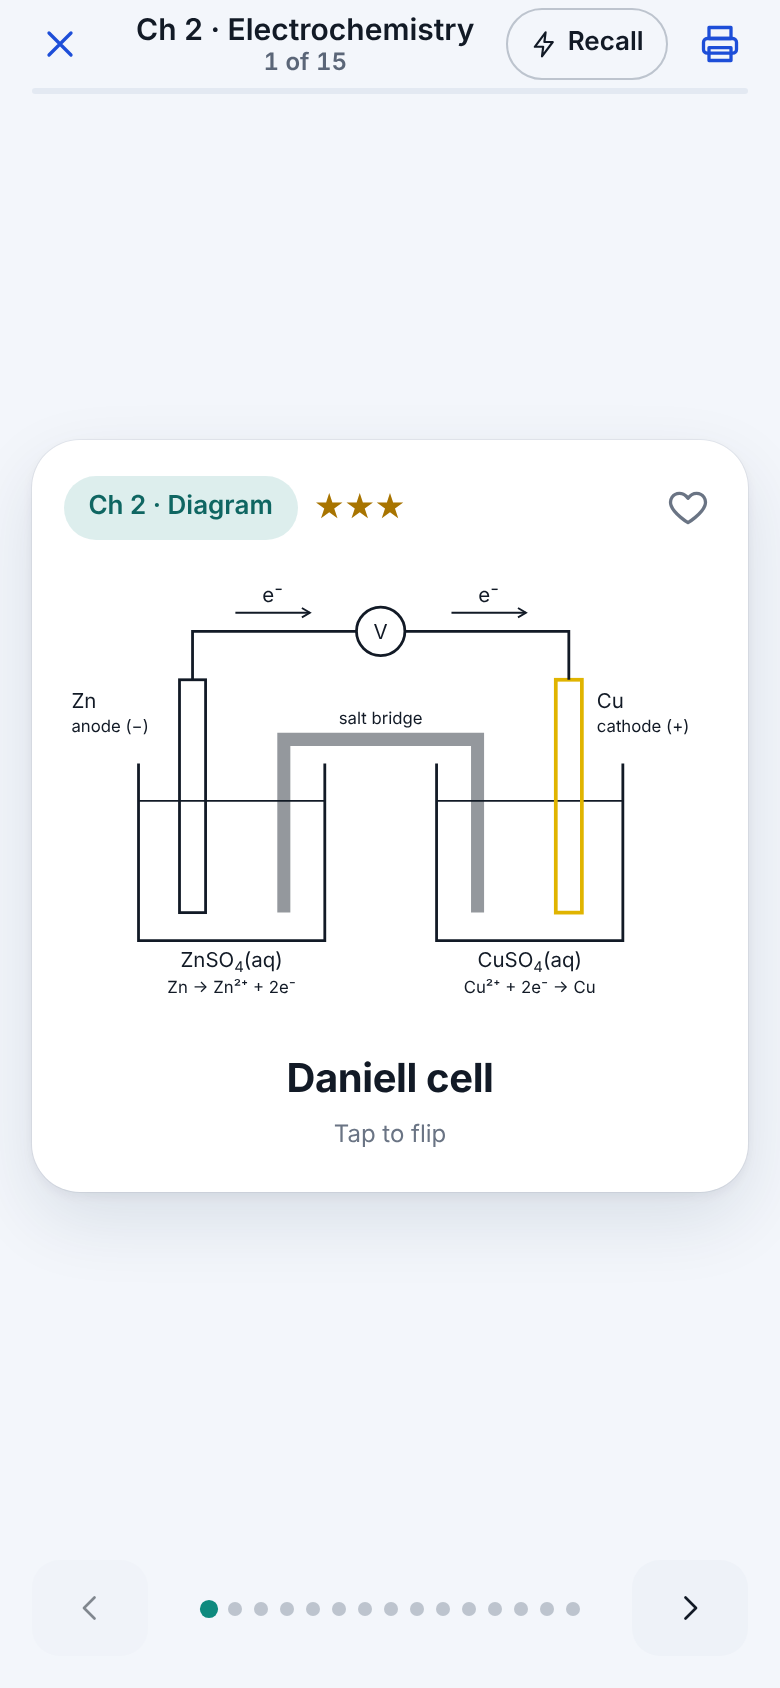 Ch 2 · Electrochemistry
1 of 15
Recall
Ch 2 · Diagram
★★★
e⁻
e⁻
V
Zn
anode (−)
Cu
cathode (+)
salt bridge
ZnSO₄(aq)
Zn → Zn²⁺ + 2e⁻
CuSO₄(aq)
Cu²⁺ + 2e⁻ → Cu
Daniell cell
Tap to flip